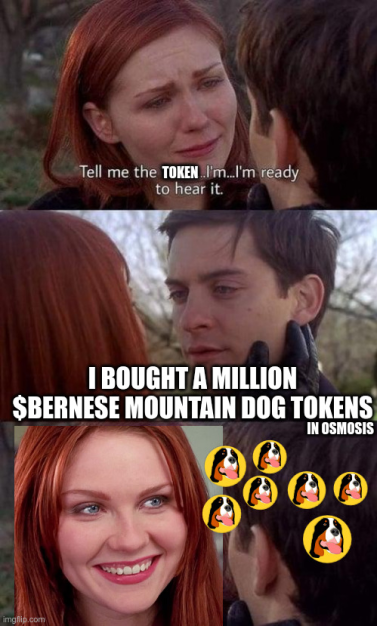 Tell me the TOKEN ..I'm...I'm ready
to hear it.
I BOUGHT A MILLION
$BERNESE MOUNTAIN DOG TOKENS
IN OSMOSIS
imgflip.com